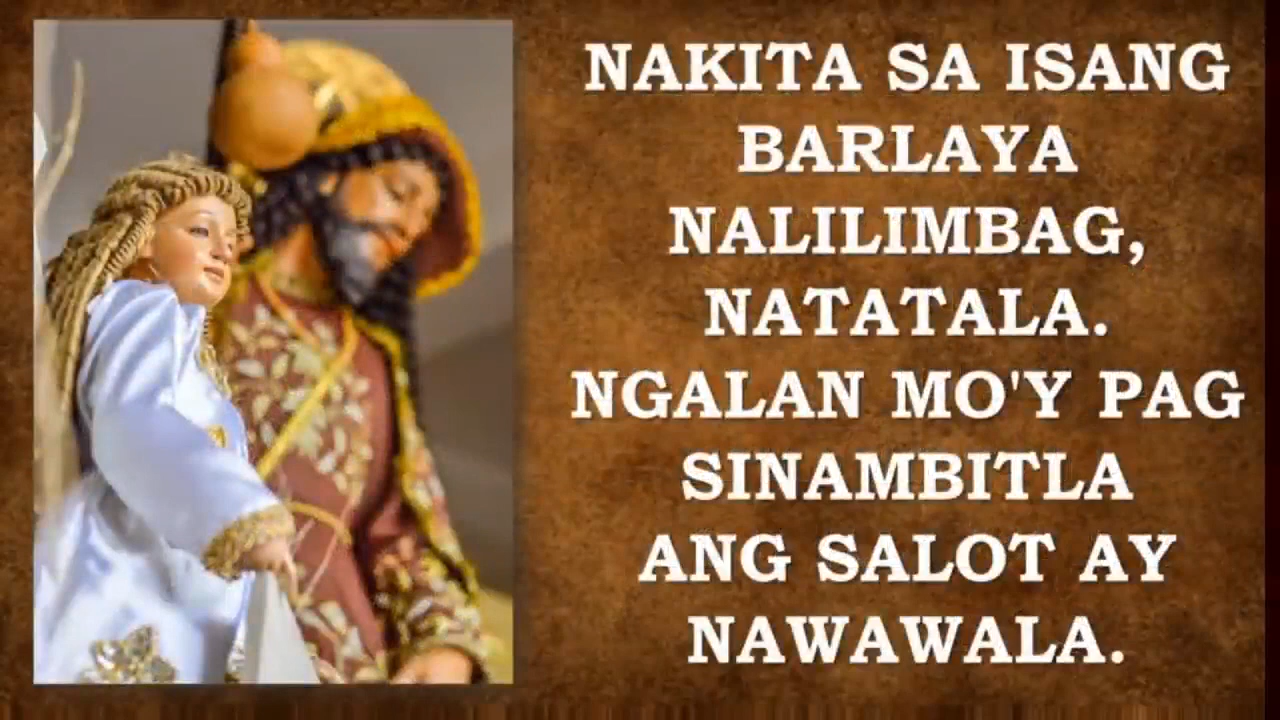 NAKITA SA ISANG
BARLAYA
NALILIMBAG,
NATATALA.
NGALAN MO'Y PAG
SINAMBITLA
ANG SALOT AY
NAWAWALA.